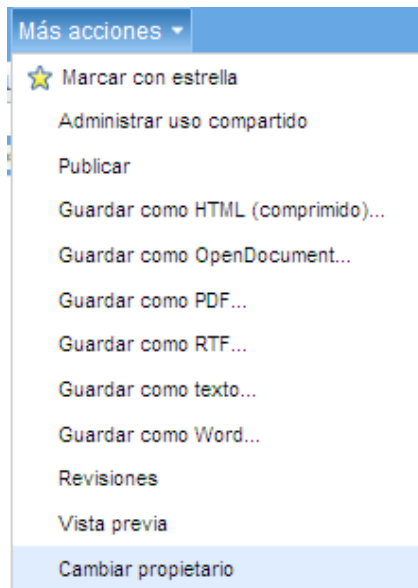 Más acciones
Marcar con estrella
Administrar uso compartido
Publicar
Guardar como HTML (comprimido)...
Guardar como OpenDocument...
Guardar como PDF...
Guardar como RTF...
Guardar como texto...
Guardar como Word...
Revisiones
Vista previa
Cambiar propietario